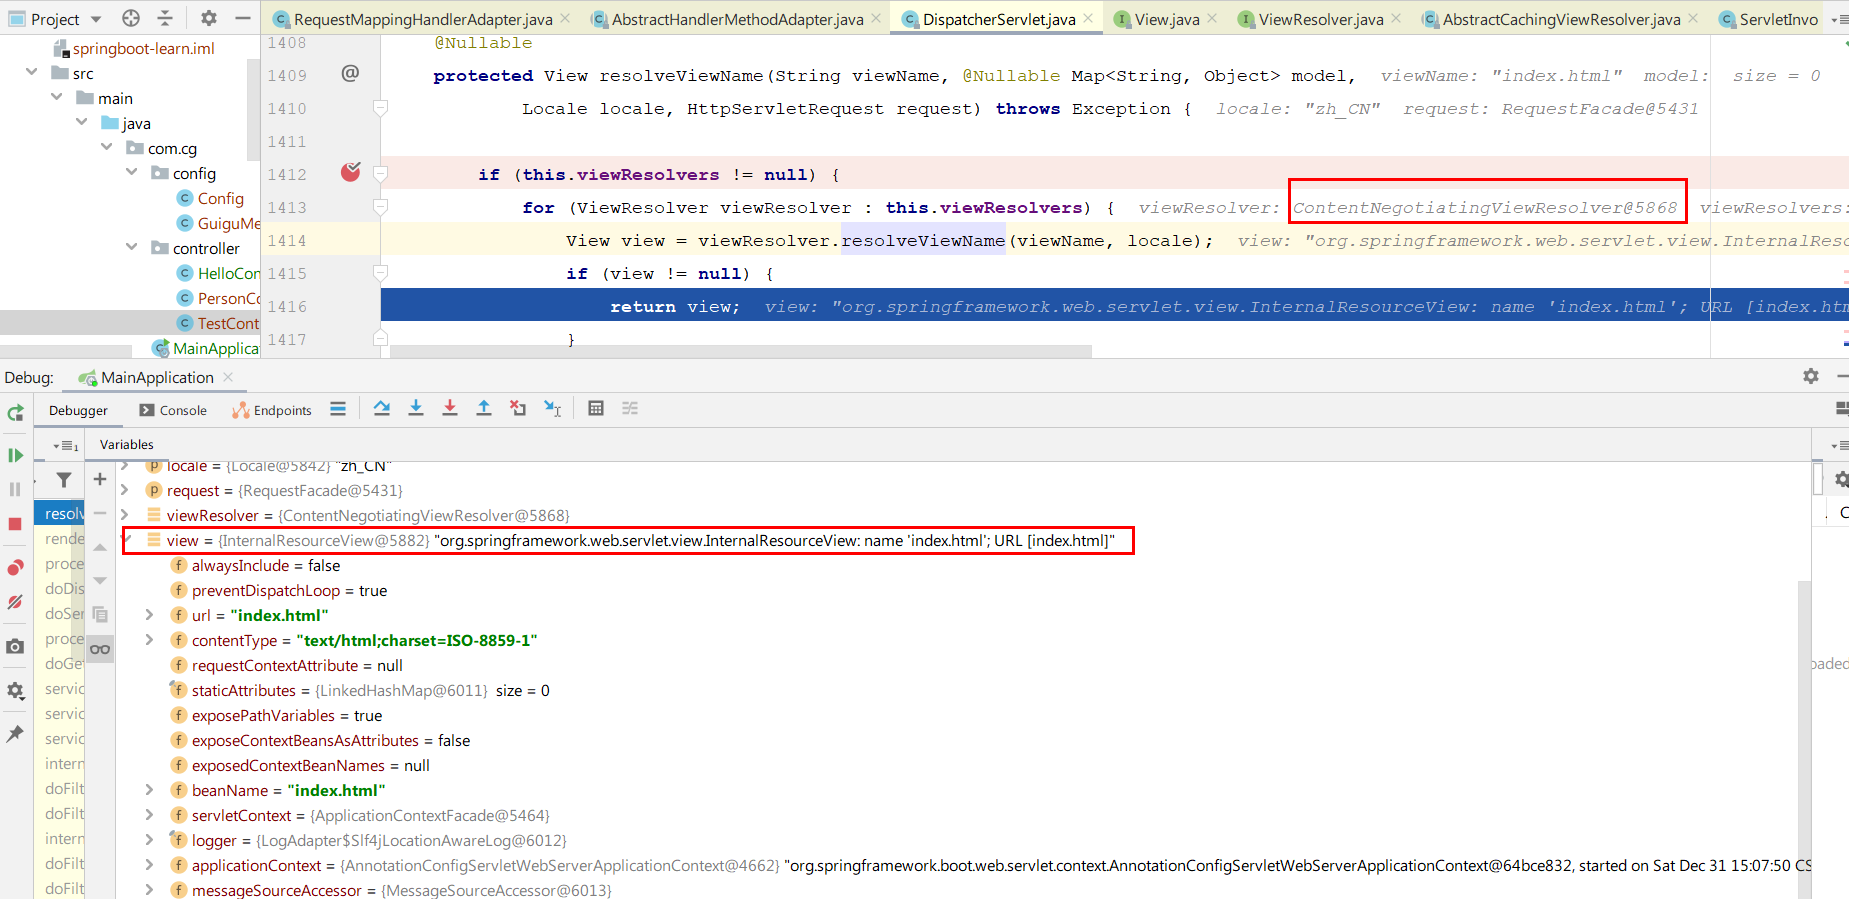 Project
RequestMappingHandlerAdapter.java
AbstractHandlerMethodAdapter.java
DispatcherServlet.java
View.java
ViewResolver.java
AbstractCachingViewResolver.java
ServletInvo
springboot-learn.iml
src
main
java
com.cg
config
Config
GuiguMe
controller
HelloCon
PersonCo
TestCont
MainApplica
1408 @Nullable
1409 @ protected View resolveViewName(String viewName, @Nullable Map<String, Object> model, viewName: "index.html" model: size = 0
1410 Locale locale, HttpServletRequest request) throws Exception { locale: "zh_CN" request: RequestFacade@5431
1411
1412 if (this.viewResolvers != null) {
1413 for (ViewResolver viewResolver : this.viewResolvers) { viewResolver: ContentNegotiatingViewResolver@5868 viewResolvers:
1414 View view = viewResolver.resolveViewName(viewName, locale); view: "org.springframework.web.servlet.view.InternalReso
1415 if (view != null) {
1416 return view; view: "org.springframework.web.servlet.view.InternalResourceView: name 'index.html'; URL [index.htm
1417 }
Debug: MainApplication
Debugger Console Endpoints
Variables
locale = {Locale@5842} "zh_CN"
request = {RequestFacade@5431}
viewResolver = {ContentNegotiatingViewResolver@5868}
view = {InternalResourceView@5882} "org.springframework.web.servlet.view.InternalResourceView: name 'index.html'; URL [index.html]"
alwaysInclude = false
preventDispatchLoop = true
url = "index.html"
contentType = "text/html;charset=ISO-8859-1"
requestContextAttribute = null
staticAttributes = {LinkedHashMap@6011} size = 0
exposePathVariables = true
exposeContextBeansAsAttributes = false
exposedContextBeanNames = null
beanName = "index.html"
servletContext = {ApplicationContextFacade@5464}
logger = {LogAdapter$Slf4jLocationAwareLog@6012}
applicationContext = {AnnotationConfigServletWebServerApplicationContext@4662} "org.springframework.boot.web.servlet.context.AnnotationConfigServletWebServerApplicationContext@64bce832, started on Sat Dec 31 15:07:50 CS
messageSourceAccessor = {MessageSourceAccessor@6013}
resolv
rende
proce
doDis
doSer
proce
doGet
servic
servic
servic
intern
doFilt
doFilt
intern
doFilt
doFilt
oaded